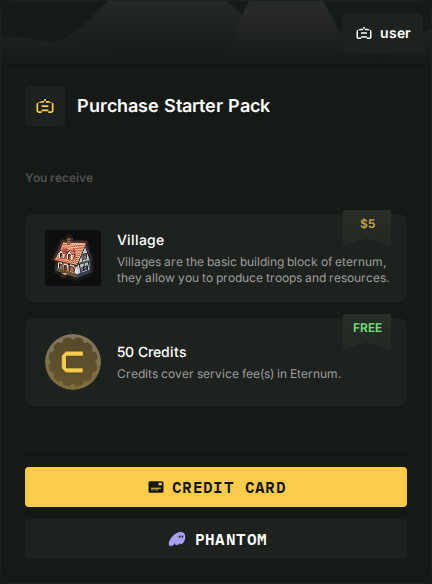 user
Purchase Starter Pack
You receive
$5
Village
Villages are the basic building block of eternum,
they allow you to produce troops and resources.
FREE
50 Credits
Credits cover service fee(s) in Eternum.
CREDIT CARD
PHANTOM